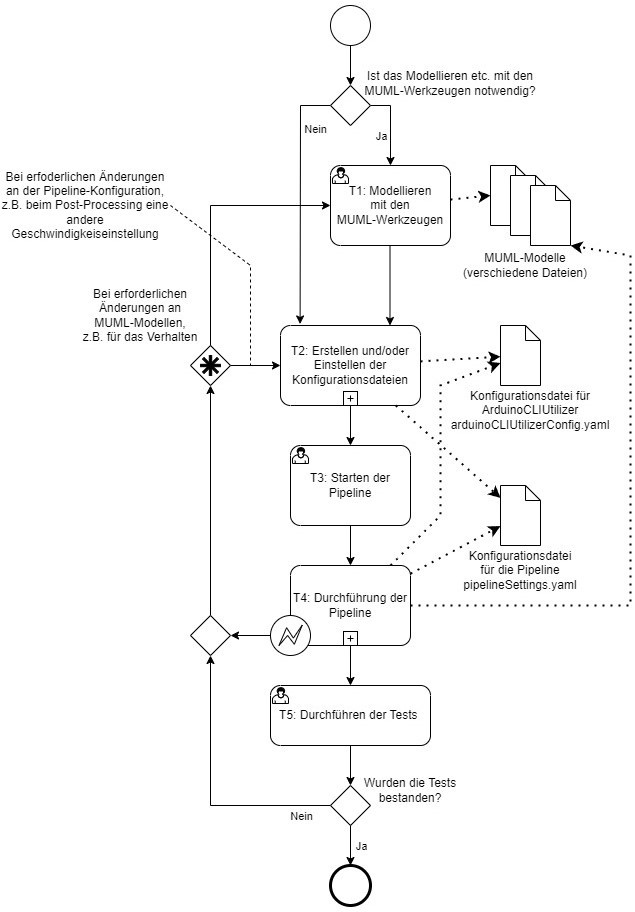 Ist das Modellieren etc. mit den
MUML-Werkzeugen notwendig?
Nein
Ja
Bei erfoderlichen Änderungen
an der Pipeline-Konfiguration,
z.B. beim Post-Processing eine
andere
Geschwindigkeiseinstellung
T1: Modellieren
mit den
MUML-Werkzeugen
MUML-Modelle
(verschiedene Dateien)
Bei erforderlichen
Änderungen an
MUML-Modellen,
z.B. für das Verhalten
T2: Erstellen und/oder
Einstellen der
Konfigurationsdateien
Konfigurationsdatei für
ArduinoCLIUtilizer
arduinoCLIUtilizerConfig.yaml
T3: Starten der
Pipeline
Konfigurationsdatei
für die Pipeline
pipelineSettings.yaml
T4: Durchführung der
Pipeline
T5: Durchführen der Tests
Wurden die Tests
bestanden?
Nein
Ja